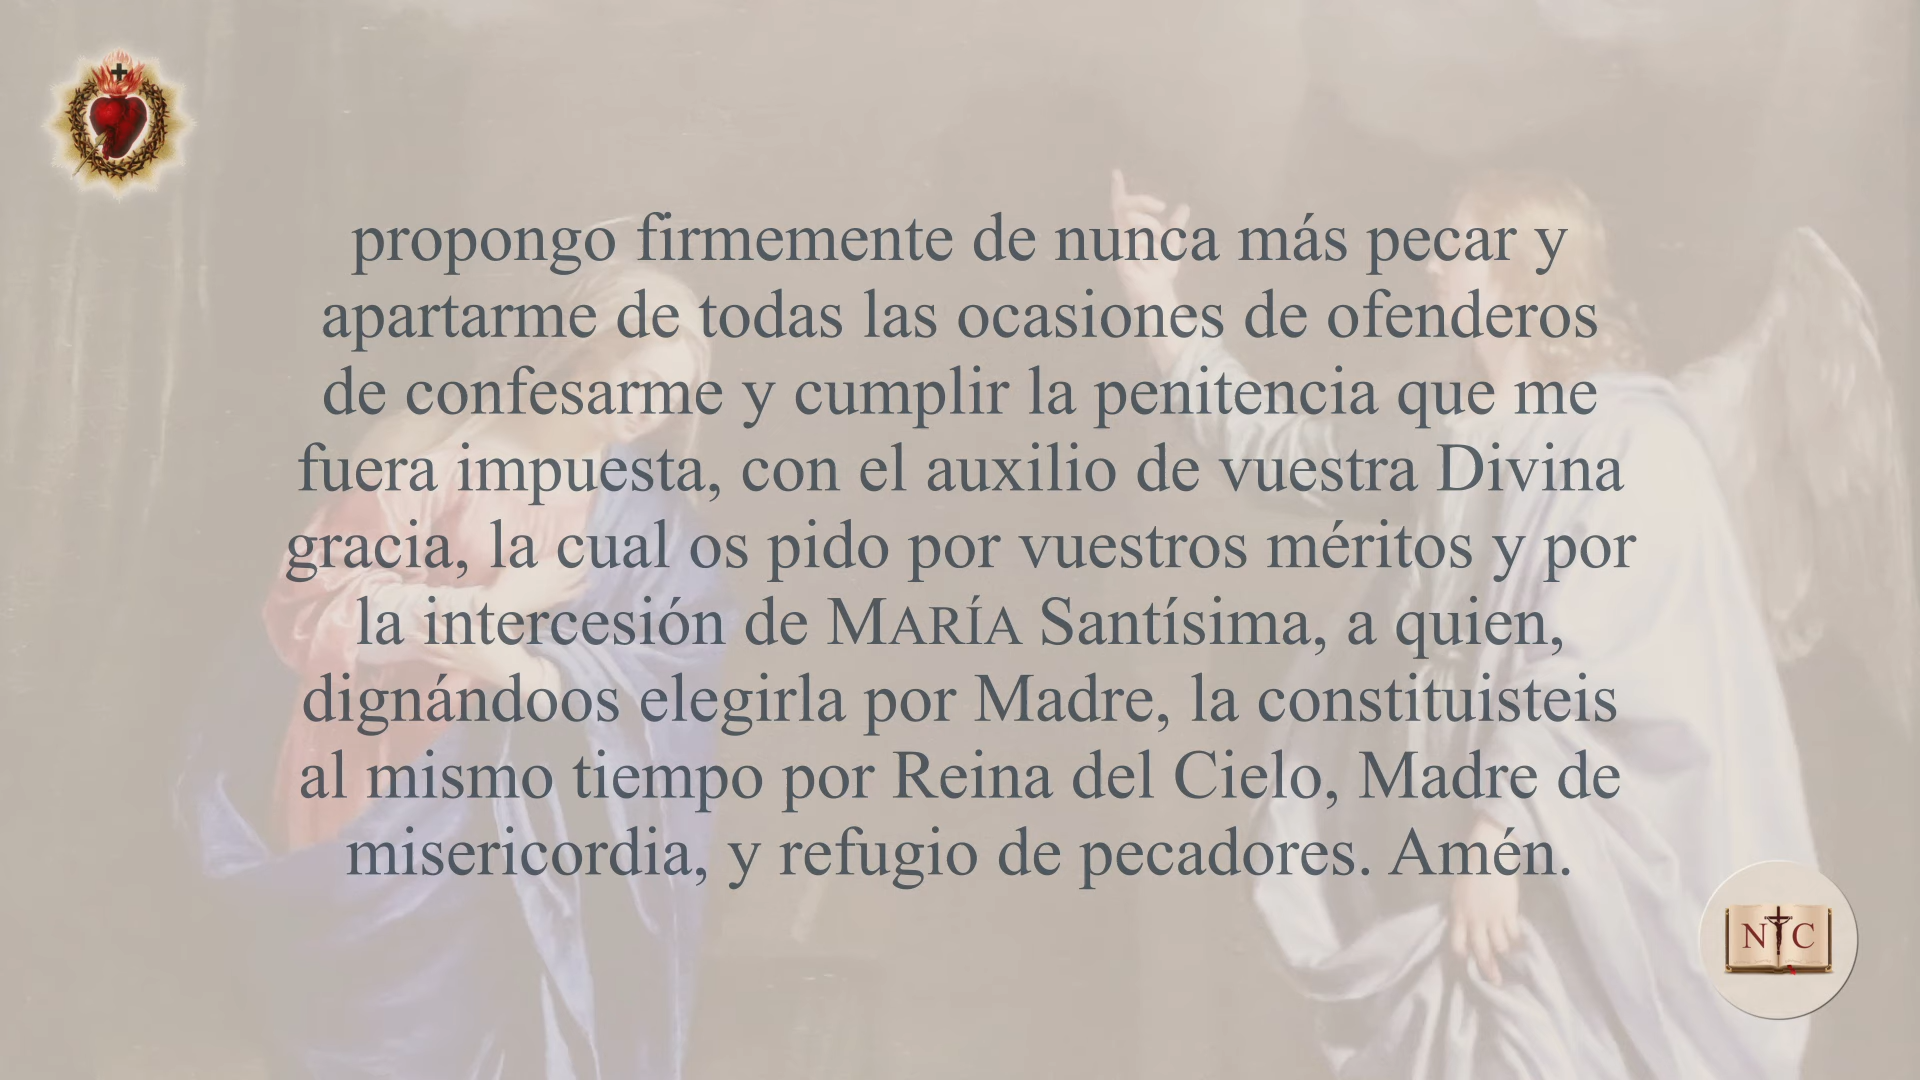 propongo firmemente de nunca más pecar y
apartarme de todas las ocasiones de ofenderos
de confesarme y cumplir la penitencia que me
fuera impuesta, con el auxilio de vuestra Divina
gracia, la cual os pido por vuestros méritos y por
la intercesión de MARÍA Santísima, a quien,
dignándoos elegirla por Madre, la constituisteis
al mismo tiempo por Reina del Cielo, Madre de
misericordia, y refugio de pecadores. Amén.
N C